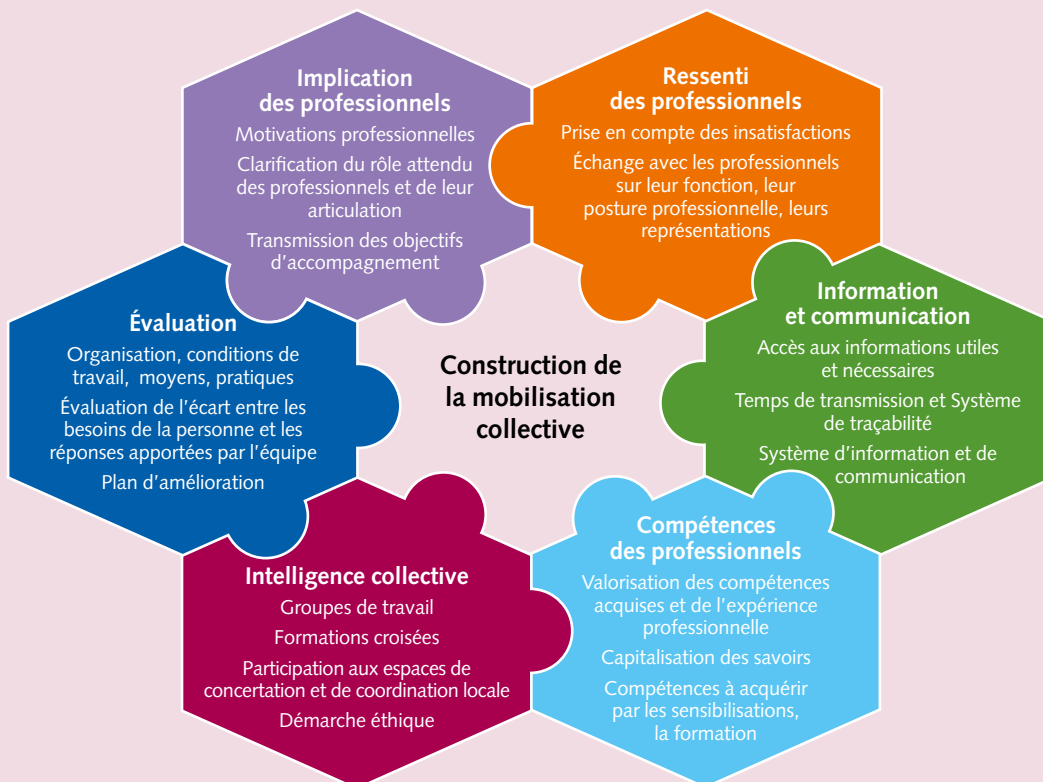 Implication
des professionnels
Motivations professionnelles
Clarification du rôle attendu
des professionnels et de leur
articulation
Transmission des objectifs
d'accompagnement
Ressenti
des professionnels
Prise en compte des insatisfactions
Échange avec les professionnels
sur leur fonction, leur
posture professionnelle, leurs
représentations
Évaluation
Organisation, conditions de
travail, moyens, pratiques
Évaluation de l'écart entre les
besoins de la personne et les
réponses apportées par l'équipe
Plan d'amélioration
Construction de
la mobilisation
collective
Information
et communication
Accès aux informations utiles
et nécessaires
Temps de transmission et Système
de traçabilité
Système d'information et de
communication
Intelligence collective
Groupes de travail
Formations croisées
Participation aux espaces de
concertation et de coordination locale
Démarche éthique
Compétences
des professionnels
Valorisation des compétences
acquises et de l'expérience
professionnelle
Capitalisation des savoirs
Compétences à acquérir
par les sensibilisations,
la formation